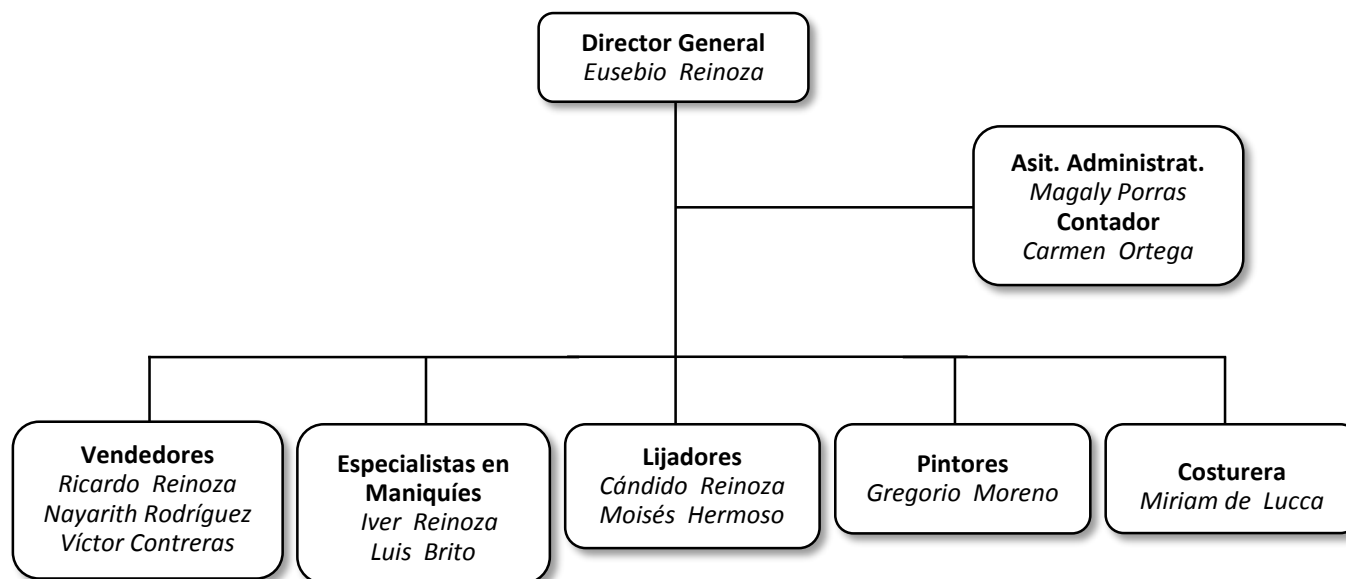 Director General
Eusebio Reinoza
Asit. Administrat.
Magaly Porras
Contador
Carmen Ortega
Vendedores
Ricardo Reinoza
Nayarith Rodríguez
Víctor Contreras
Especialistas en
Maniquíes
Iver Reinoza
Luis Brito
Lijadores
Cándido Reinoza
Moisés Hermoso
Pintores
Gregorio Moreno
Costurera
Miriam de Lucca